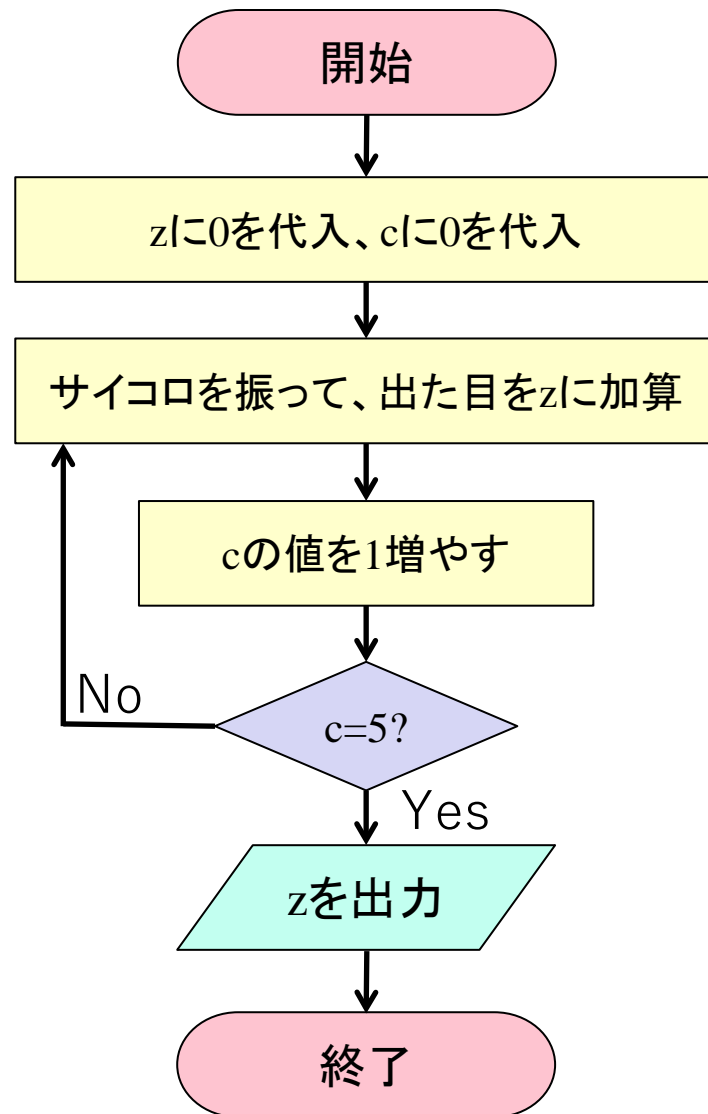 開始
zに0を代入、cに0を代入
サイコロを振って、出た目をzに加算
cの値を1増やす
No
c=5?
Yes
zを出力
終了